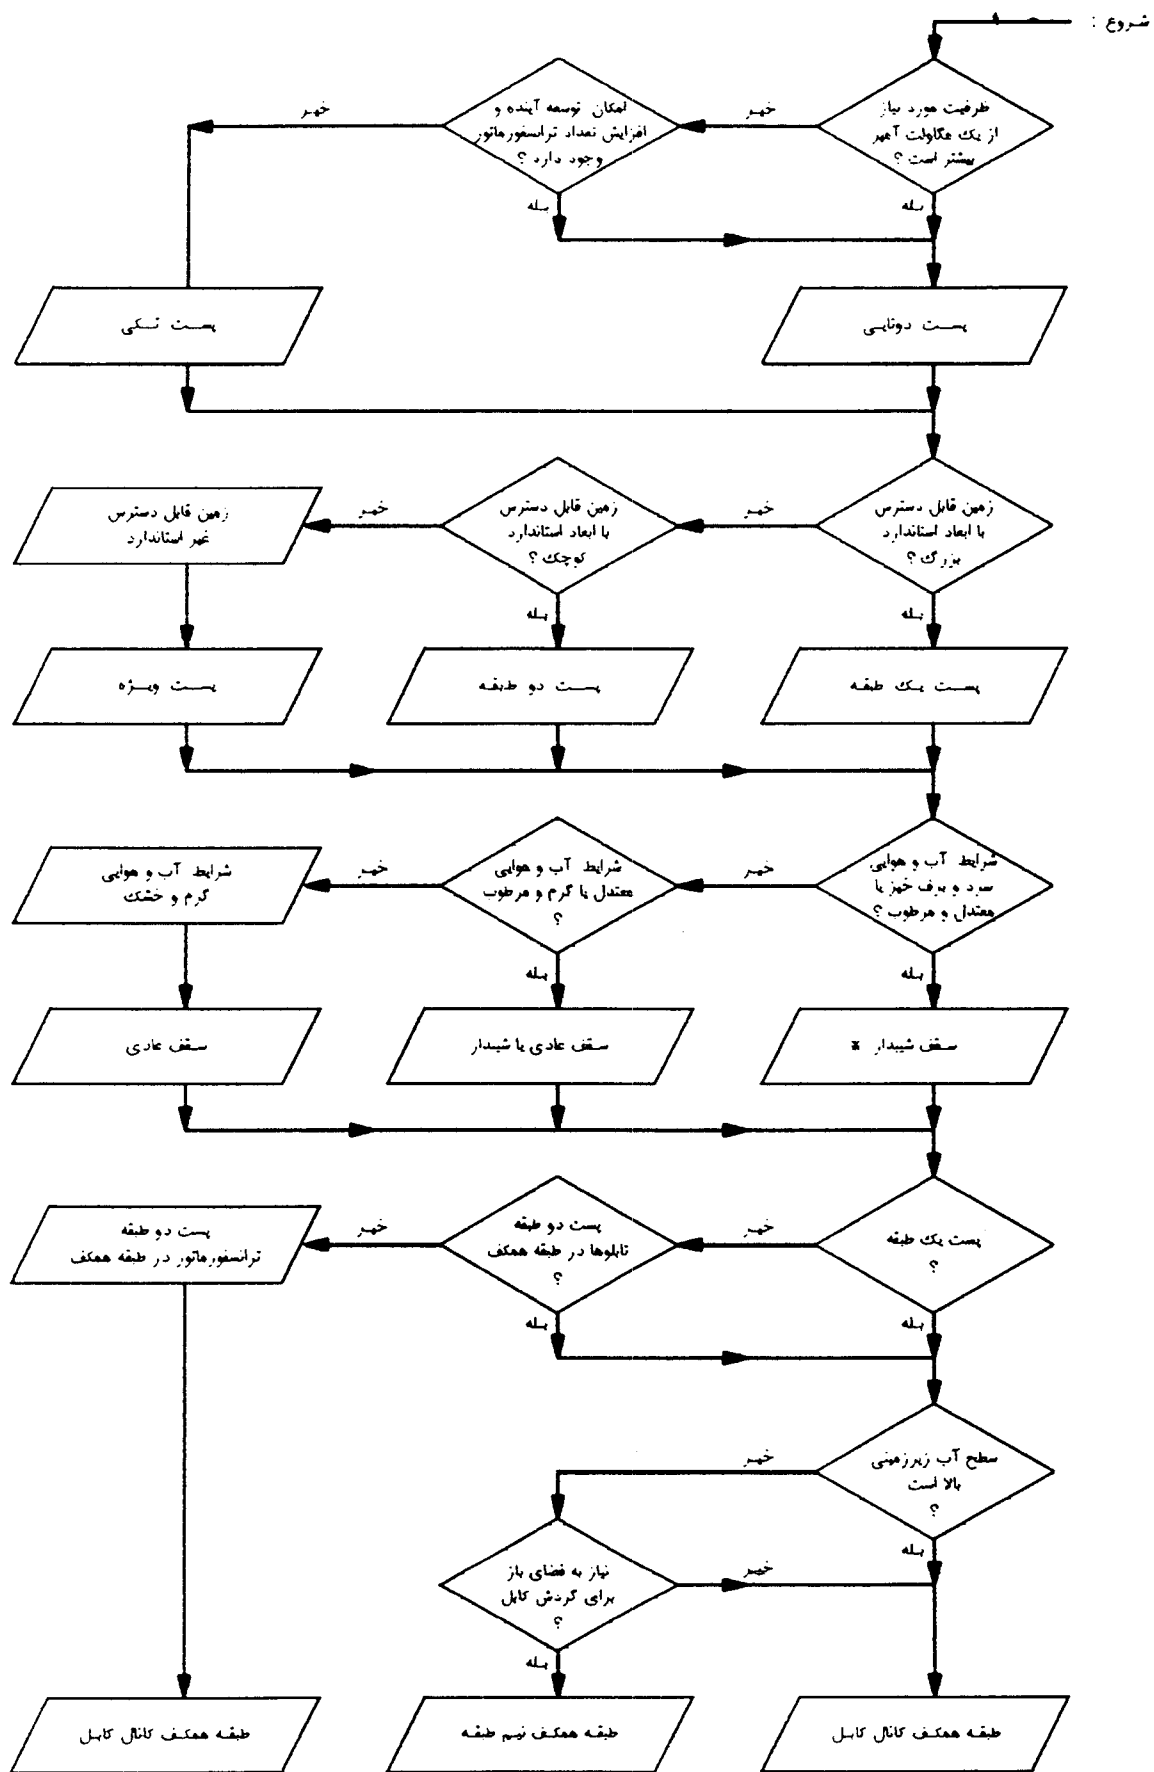 شروع :
ظرفیت مورد نیاز
از یك مگاولت آمپر
بیشتر است ؟
خیر
امکان توسعه آینده و
افزایش تعداد ترانسفورماتور
وجود دارد ؟
خیر
بله
بله
پست دوتایی
پست تکی
زمین قابل دسترس
با ابعاد استاندارد
بزرگ ؟
خیر
زمین قابل دسترس
با ابعاد استاندارد
کوچك ؟
خیر
زمین قابل دسترس
غیر استاندارد
بله
بله
پست یك طبقه
پست دو طبقه
پست ویژه
شرایط آب و هوایی
سرد و برف خیز یا
معتدل و مرطوب ؟
خیر
شرایط آب و هوایی
معتدل یا گرم و مرطوب
؟
خیر
شرایط آب و هوایی
گرم و خشك
بله
بله
سقف شیبدار *
سقف عادی یا شیبدار
سقف عادی
پست یك طبقه
؟
خیر
پست دو طبقه
تابلوها در طبقه همکف
؟
خیر
پست دو طبقه
ترانسفورماتور در طبقه همکف
بله
بله
سطح آب زیرزمینی
بالا است
؟
خیر
بله
نیاز به فضای باز
برای گردش کابل
؟
خیر
بله
طبقه همکف کانال کابل
طبقه همکف نیم طبقه
طبقه همکف کانال کابل